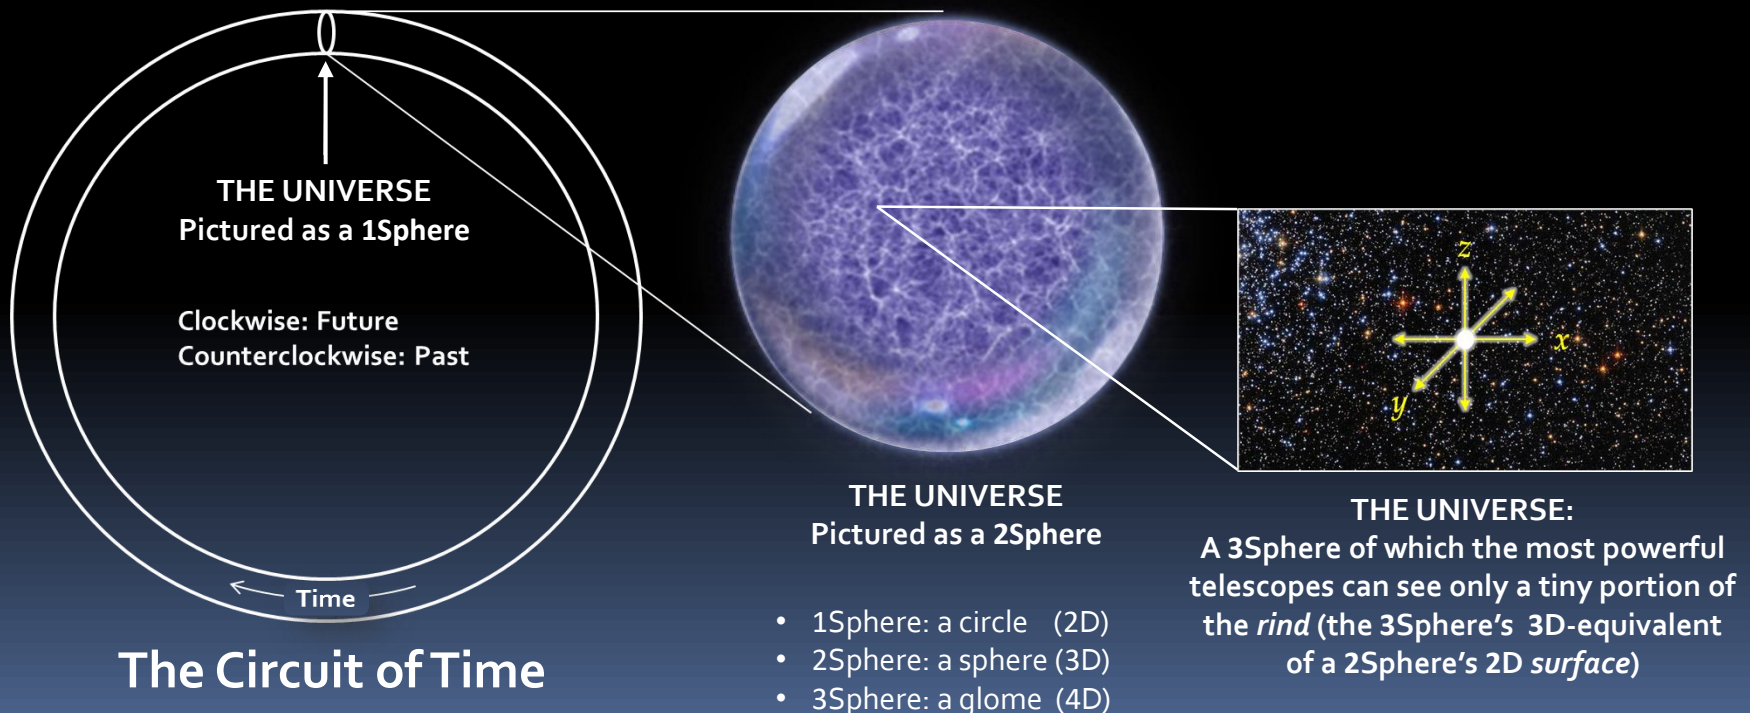 THE UNIVERSE
Pictured as a 1Sphere
Clockwise: Future
Counterclockwise: Past
Time
The Circuit of Time
THE UNIVERSE
Pictured as a 2Sphere
• 1Sphere: a circle (2D)
• 2Sphere: a sphere (3D)
• 3Sphere: a glome (4D)
z
x
y
THE UNIVERSE:
A 3Sphere of which the most powerful
telescopes can see only a tiny portion of
the rind (the 3Sphere's 3D-equivalent
of a 2Sphere's 2D surface)